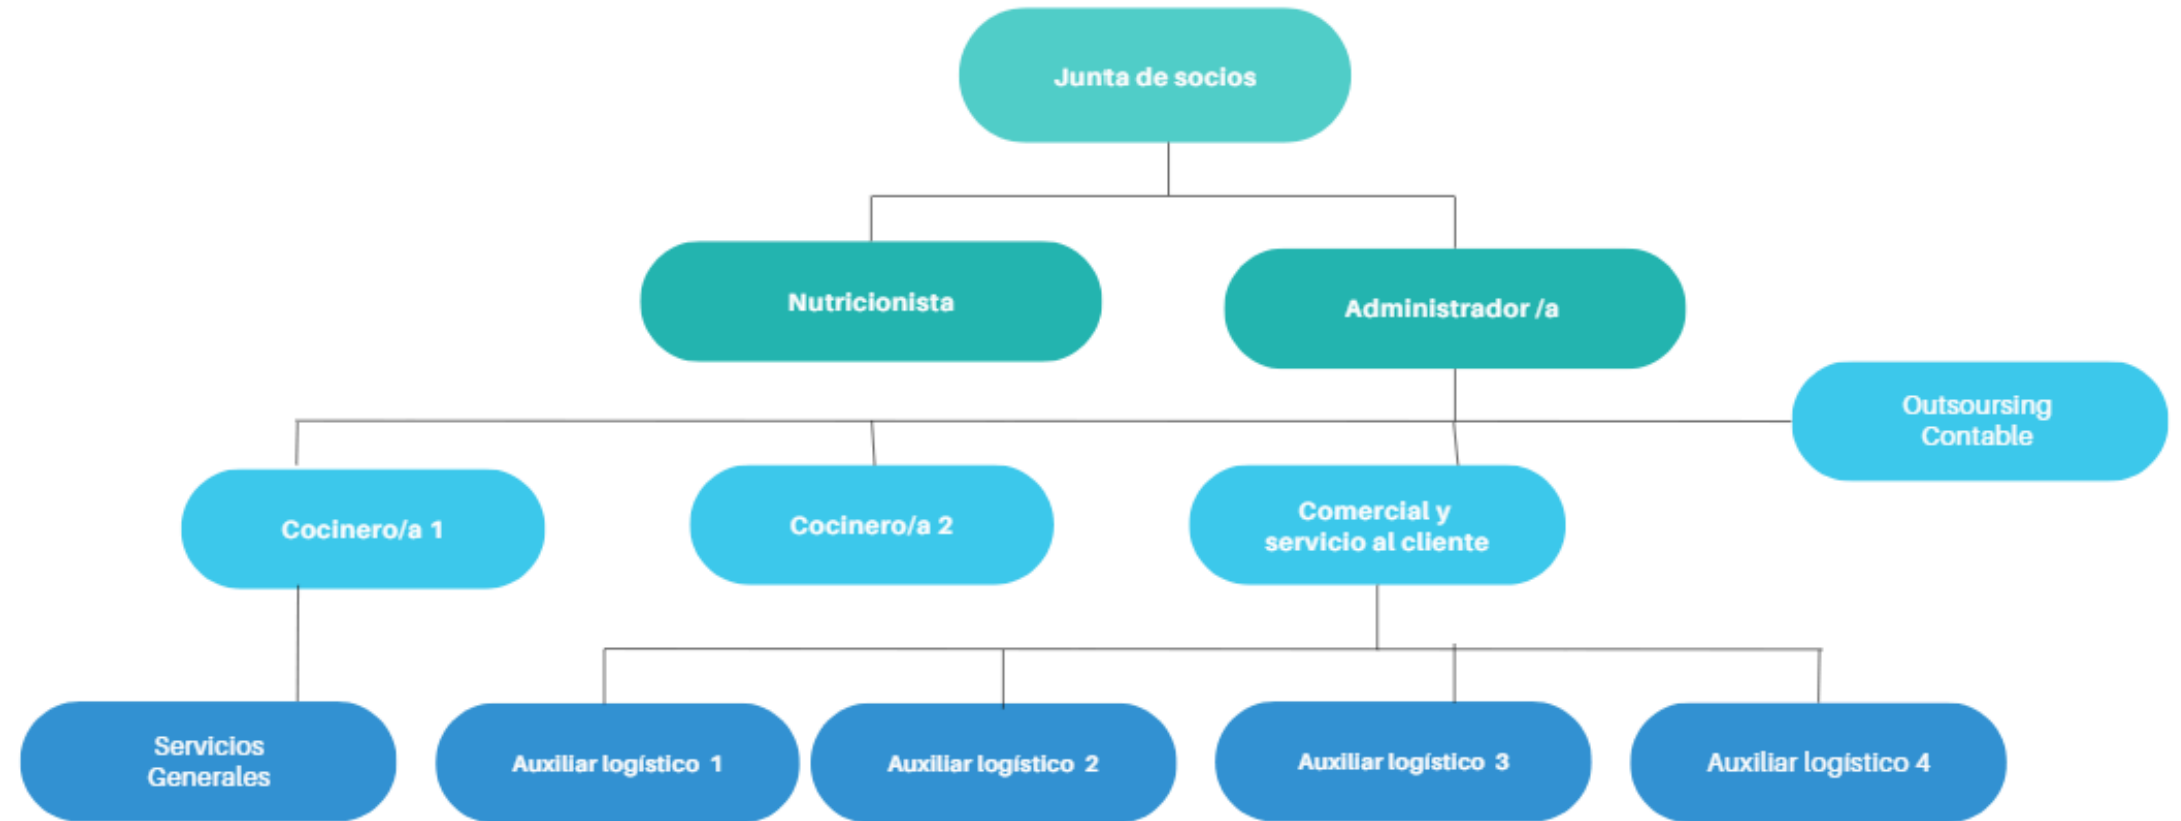 Junta de socios
Nutricionista
Administrador /a
Outsoursing
Contable
Cocinero/a 1
Cocinero/a 2
Comercial y
servicio al cliente
Servicios
Generales
Auxiliar logístico 1
Auxiliar logístico 2
Auxiliar logístico 3
Auxiliar logístico 4